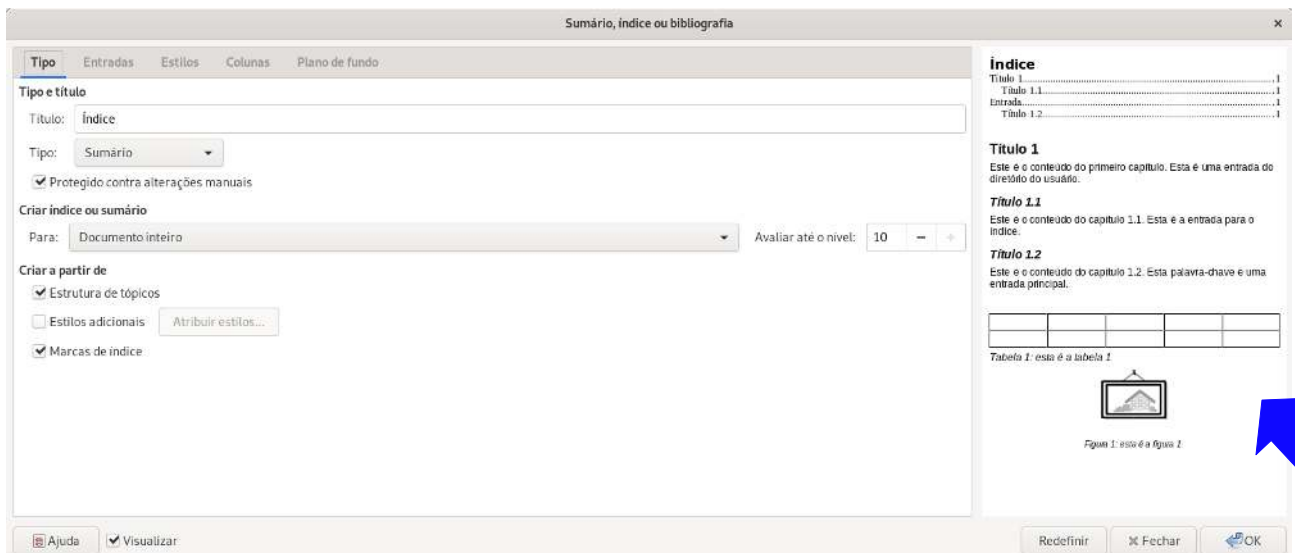 Sumário, índice ou bibliografia
Tipo Entradas Estilos Colunas Plano de fundo
Tipo e título
Título: Índice
Tipo: Sumário
Protegido contra alterações manuais
Criar índice ou sumário
Para: Documento inteiro Avaliar até o nível: 10
Criar a partir de
Estrutura de tópicos
Estilos adicionais Atribuir estilos...
Marcas de índice
Índice
Título 1 1
Título 1.1 1
Entrada 1
Título 1.2 1
Título 1
Este é o conteúdo do primeiro capítulo. Esta é uma entrada do
diretório do usuário.
Título 1.1
Este é o conteúdo do capítulo 1.1. Esta é a entrada para o
índice.
Título 1.2
Este é o conteúdo do capítulo 1.2. Esta palavra-chave é uma
entrada principal.
Tabela 1: esta é a tabela 1
Figura 1: esta é a figura 1
Ajuda Visualizar Redefinir Fechar OK